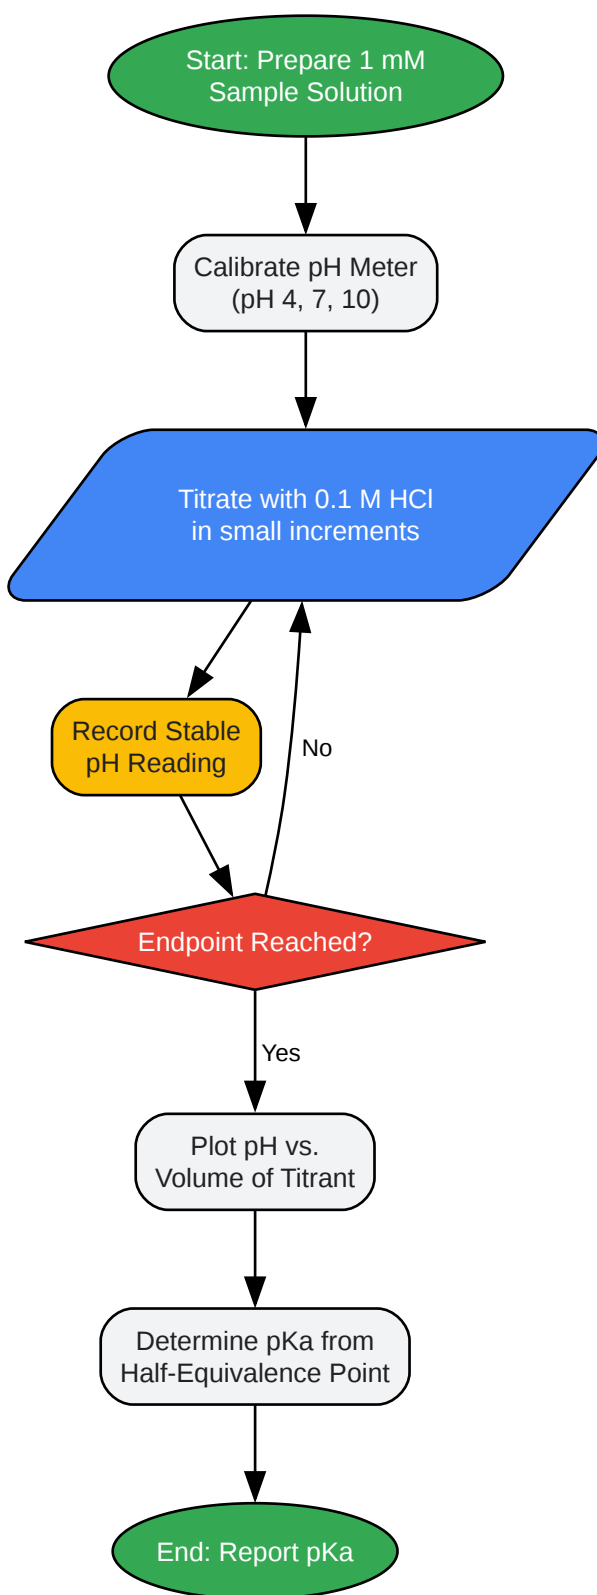 Start: Prepare 1 mM
Sample Solution
Calibrate pH Meter
(pH 4, 7, 10)
Titrate with 0.1 M HCl
in small increments
Record Stable
pH Reading
No
Endpoint Reached?
Yes
Plot pH vs.
Volume of Titrant
Determine pKa from
Half-Equivalence Point
End: Report pKa